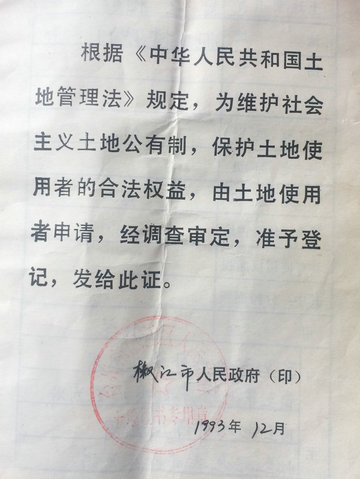 根据《中华人民共和国土
地管理法》规定，为维护社会
主义土地公有制，保护土地使
用者的合法权益，由土地使用
者申请，经调查审定，准予登
记，发给此证。
椒江市人民政府（印）
1993年 12月